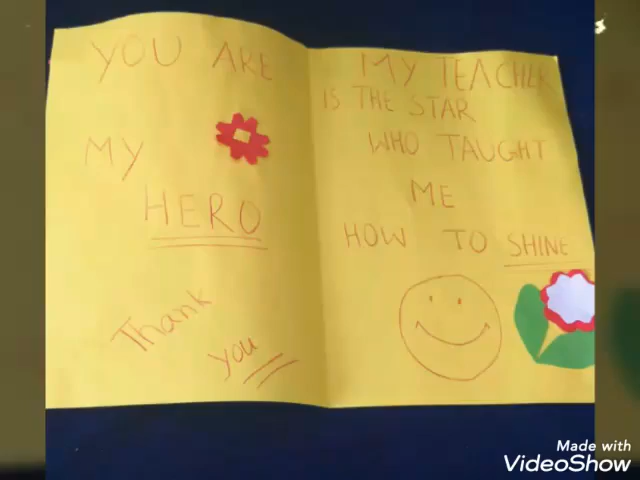 YOU ARE
MY
HERO
Thank
you
MY TEACHER
IS THE STAR
WHO TAUGHT
ME
HOW TO SHINE
Made with
VideoShow